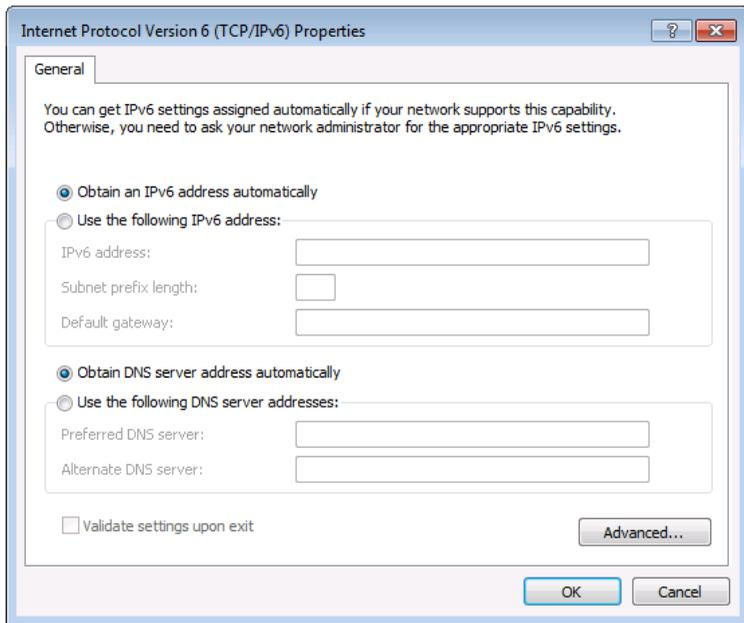 Internet Protocol Version 6 (TCP/IPv6) Properties
General
You can get IPv6 settings assigned automatically if your network supports this capability.
Otherwise, you need to ask your network administrator for the appropriate IPv6 settings.
Obtain an IPv6 address automatically
Use the following IPv6 address:
IPv6 address:
Subnet prefix length:
Default gateway:
Obtain DNS server address automatically
Use the following DNS server addresses:
Preferred DNS server:
Alternate DNS server:
Validate settings upon exit
Advanced...
OK
Cancel